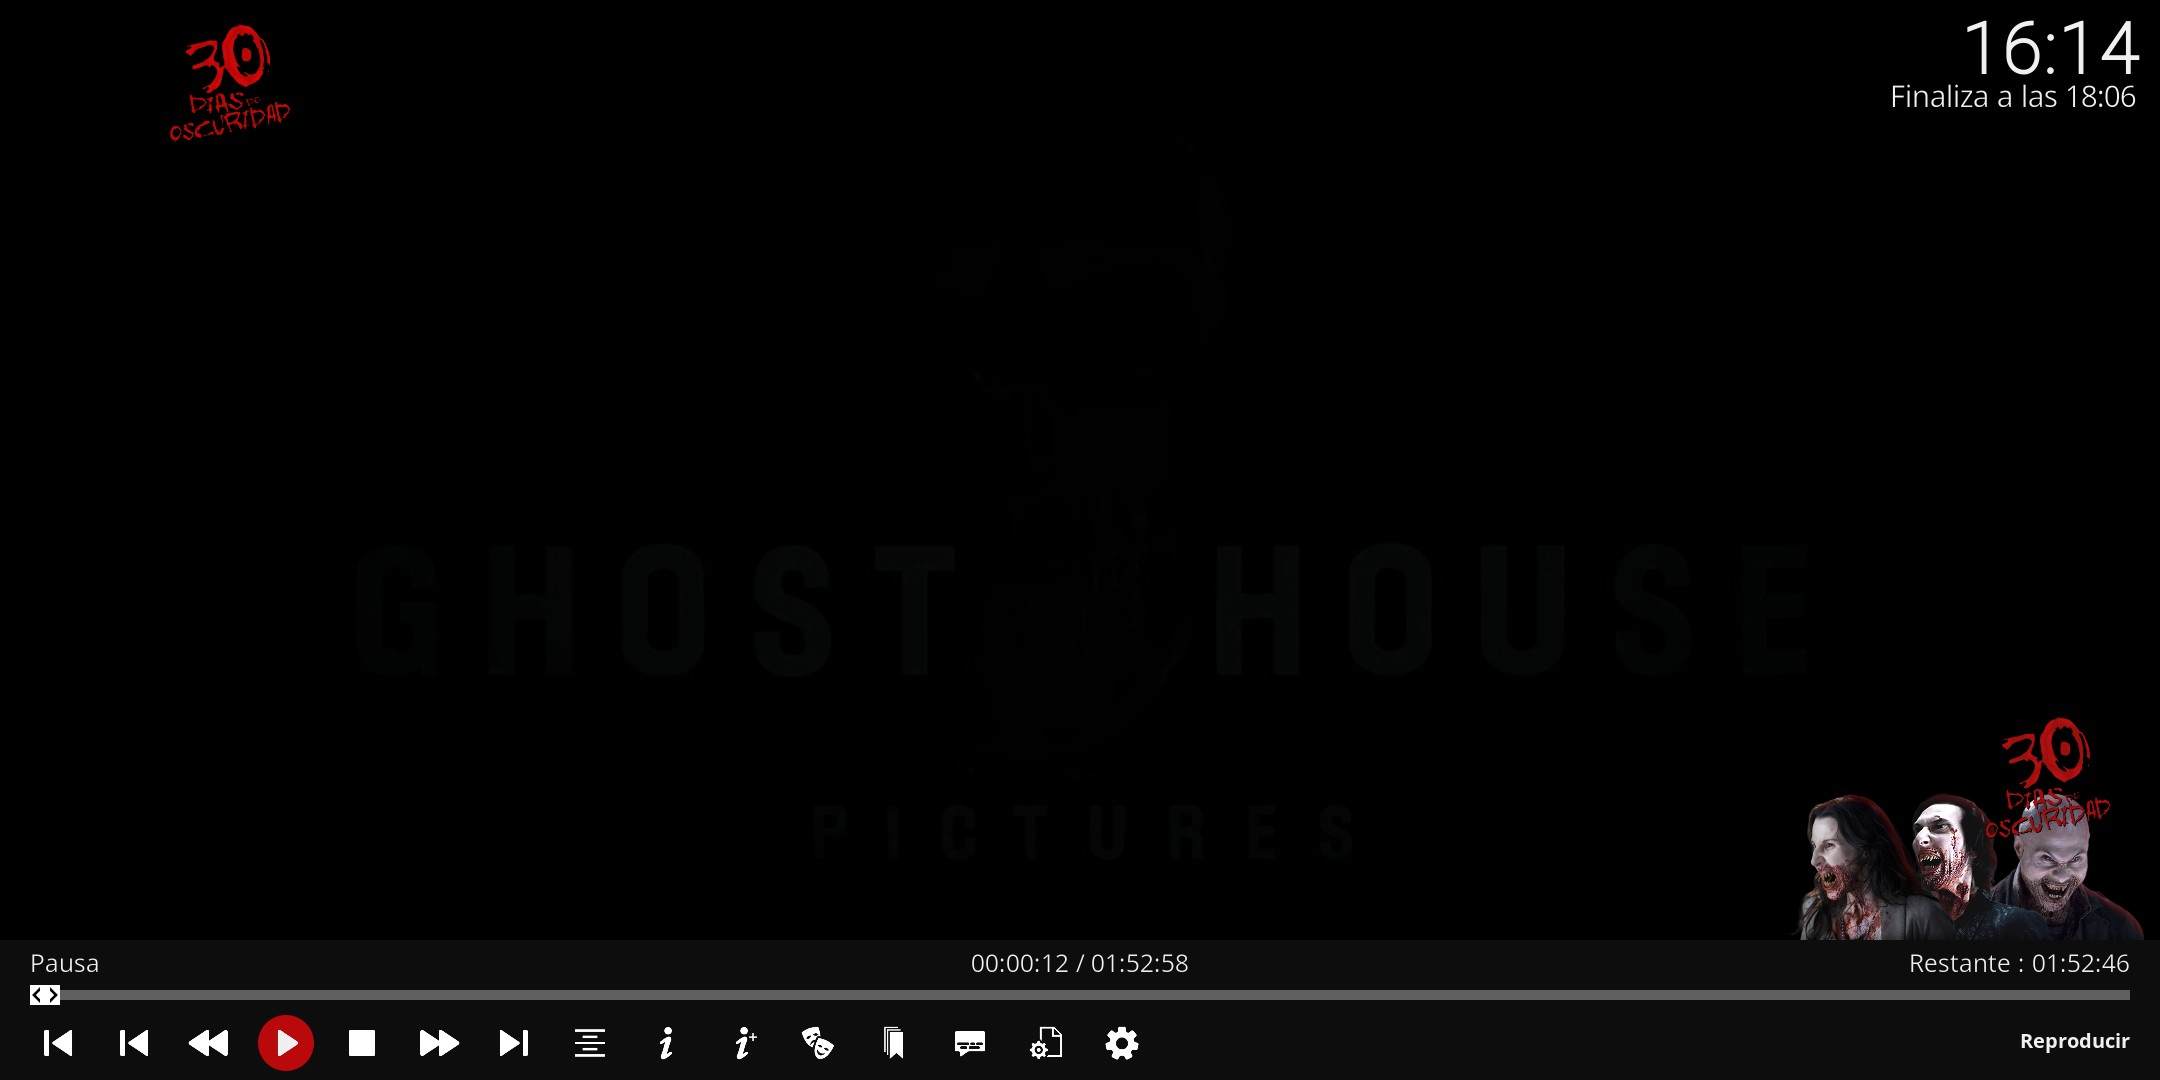 30
DIAS DE
OSCURIDAD
16:14
Finaliza a las 18:06
GHOST HOUSE
PICTURES
30
DIAS DE
OSCURIDAD
Pausa
00:00:12 / 01:52:58
Restante : 01:52:46
Reproducir